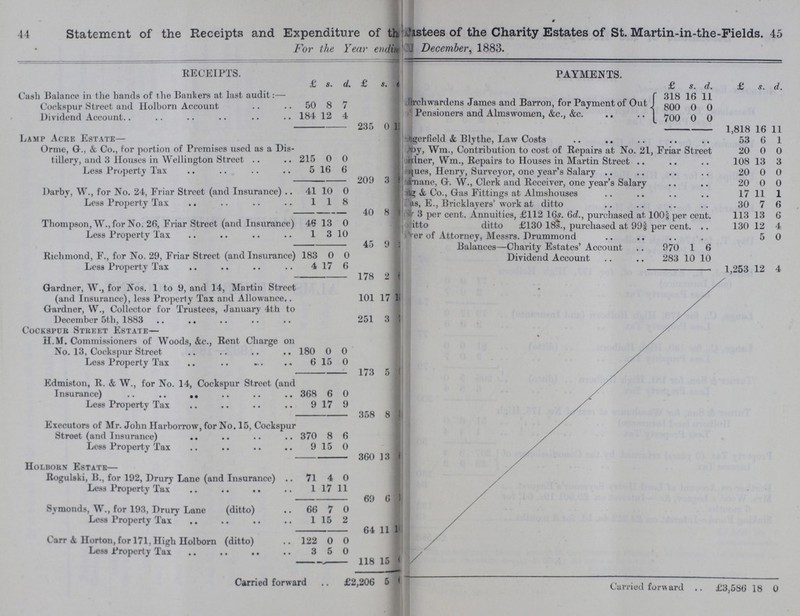 44 Statement of the Receipts and Expenditure of
For the Year
RECEIPTS.
£ s. d. £ s.
Cash Balance in the hands of the Bankers at last audit:—
Cockspur Street and Holborn Account .. .. 50 8 7
Dividend Account.. .. .. .. .. .. 184 12 4
235 0
LAMP ACRE ESTATE—
Orme, G., & Co., for portion of Premises used as a Dis-
tillery, and 3 Houses in Wellington Street .. .. 215 0 0
Less Property Tax .. .. .. .. 5 16 6
209 3
Darby, W., for No. 24, Friar Street (and Insurance) .. 41 10 0
Less Property Tax .. .. .. .. 1 1 8
40 8
Thompson, W., for No. 26, Friar Street (and Insurance) 46 13 0
Less Property Tax .. .. .. .. 1 3 10
45 9
Richmond, F., for No. 29, Friar Street (and Insurance) 183 0 0
Less Property Tax .. .. .. .. 4 17 6
178 2
Gardner, W., for Nos. 1 to 9, and 14, Martin Street
(and Insurance), less Property Tax and Allowance.. 101 17
Gardner, W., Collector for Trustees, January 4th to
December 5th, 1883 .. .. .. .. .. 251 3
COCKSPUR STREET ESTATE—
H.M. Commissioners of Woods, &c., Rent Charge on
No. 13, Cockspur Street .. .. .. .. 180 0 0
Less Property Tax .. .. .. .. 6 15 0
173 5
Edmiston, R. & W., for No. 14, Cockspur Street (and
Insurance) .. .. .. .. .. .. 368 6 0
Less Property Tax .. .. .. .. 9 17 9
358 8
Executors of Mr. John Harborrow, for No. 15, Cockspur
Street (and Insurance) .. .. .. .. 370 8 6
Less Property Tax .. .. .. .. 9 15 0
360 13
HOLBORN ESTATE—
Rogulski, B., for 192, Drury Lane (and Insurance) .. 71 4 0
Less Property Tax .. .. .. .. 1 17 11
69 6
Symonds, W., for 193, Drury Lane (ditto) .. 66 7 0
Less Property Tax .. .. .. .. 1 15 2
64 11
Carr & Horton, for 171, High Holborn (ditto) .. 122 0 0
Less Property Tax .. .. .. .. 3 5 0
118 15
Carried forward .. £2,206 5
of the Charity Estates of St. Martin-in-the-Fields. 45
December, 1883.
PAYMENTS.
£ s. d. £ s. d.
James and Barron, for Payment of Out Pensioners and Almswomen, &c., &c. .. ..
318 16 11
800 0 0
700 0 0
1,818 16 11
& Blythe, Law Costs .. .. .. .. .. 53 6 1
Wm., Contribution to cost of Repairs at No. 21, Friar Street 20 0 0
Wm., Repairs to Houses in Martin Street .. .. .. 108 13 3
Henry, Surveyor, one year's Salary .. .. .. .. 20 0 0
G. W., Clerk and Receiver, one year's Salary .. .. 20 0 0
& Co., Gas Fittings at Almshouses .. .. .. .. 17 11 1
E., Bricklayers' work at ditto .. .. .. .. 30 7 6
3 per cent. Annuities, £112 16s. 6d., purchased at 100¾ per cent. 113 13 6
ditto £130 18s., purchased at 99¾ per cent. .. 130 12 4
of Attorney, Messrs. Drummond .. .. .. . 5 0
Balances—Charity Estates' Account .. 970 1 6
Dividend Account .. .. 283 10 10
1,253 12 4
Carried forward .. £3,586 18 0